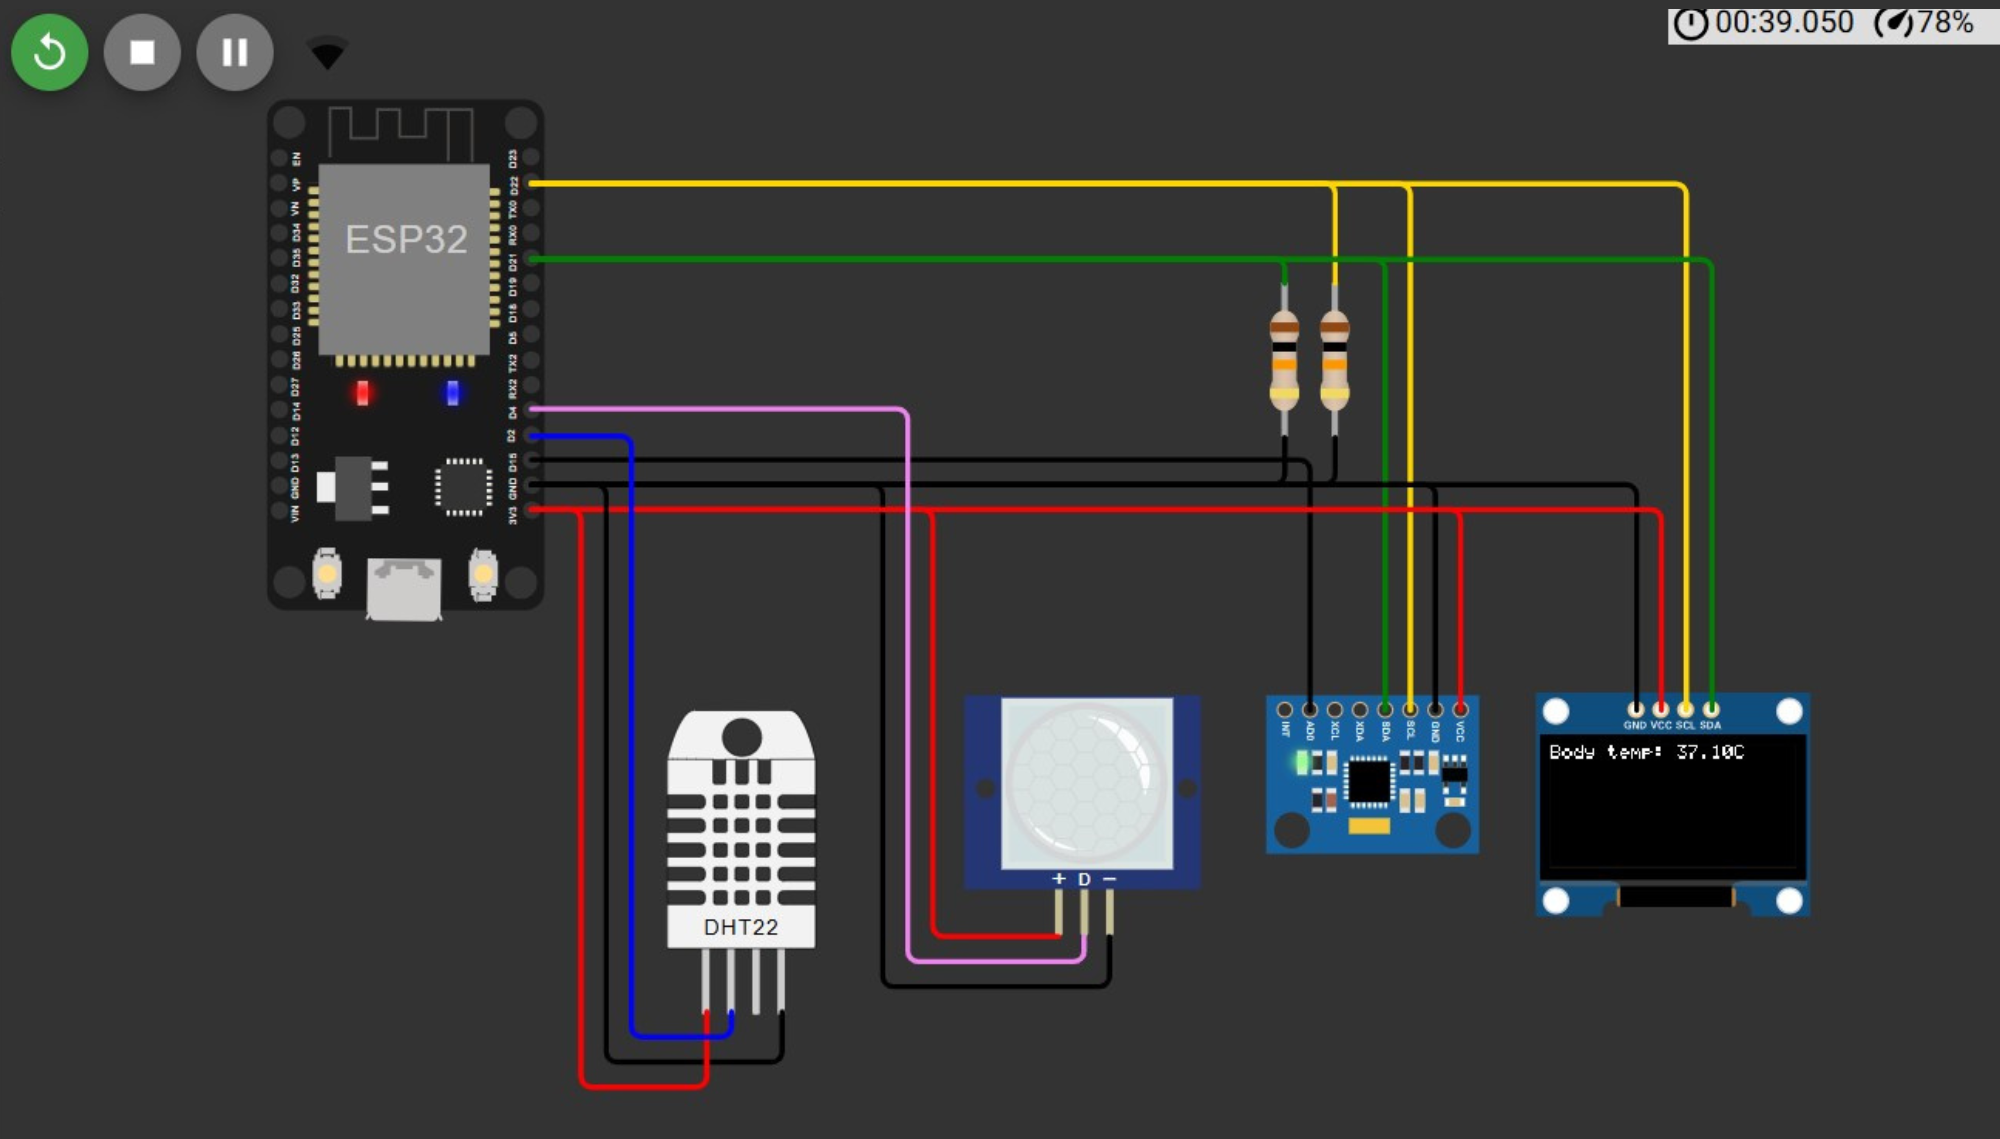 00:39.050 78%
EN
VP
VN
D34
D35
D32
D33
D25
D26
D27
D14
D12
D13
GND
VIN
ESP32
D23
D22
TX0
RX0
D21
D19
D18
D5
TX2
RX2
D4
D2
D15
GND
3V3
DHT22
+ D −
INT
AD0
XCL
XDA
SDA
SCL
GND
VCC
GND VCC SCL SDA
Body temp: 37.10C